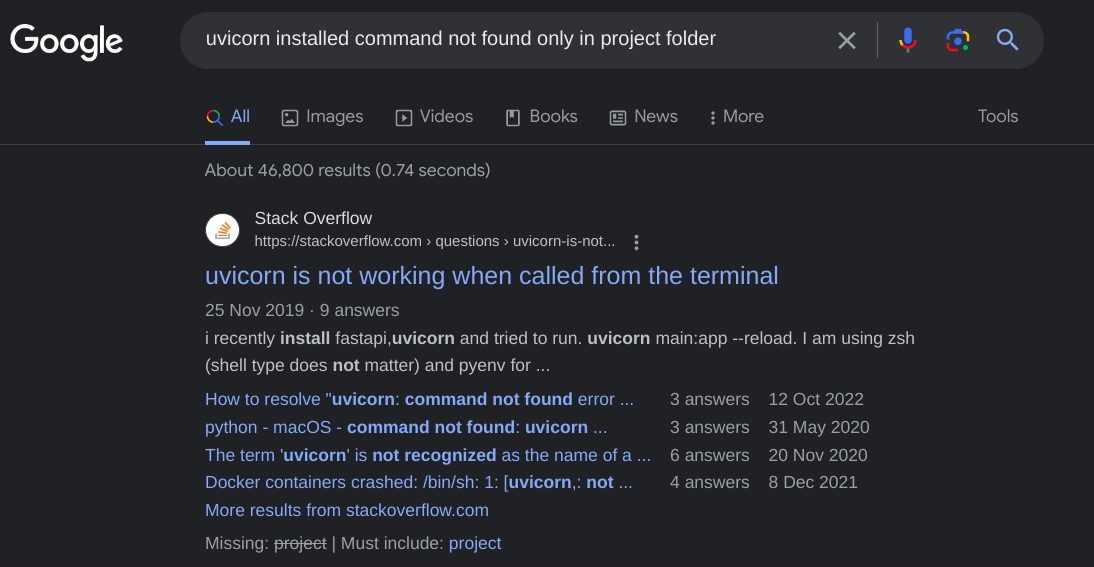 Google
uvicorn installed command not found only in project folder
All Images Videos Books News More Tools
About 46,800 results (0.74 seconds)
Stack Overflow
https://stackoverflow.com › questions › uvicorn-is-not...
uvicorn is not working when called from the terminal
25 Nov 2019 · 9 answers
i recently install fastapi,uvicorn and tried to run. uvicorn main:app --reload. I am using zsh
(shell type does not matter) and pyenv for ...
How to resolve "uvicorn: command not found error ... 3 answers 12 Oct 2022
python - macOS - command not found: uvicorn ... 3 answers 31 May 2020
The term 'uvicorn' is not recognized as the name of a ... 6 answers 20 Nov 2020
Docker containers crashed: /bin/sh: 1: [uvicorn,: not ... 4 answers 8 Dec 2021
More results from stackoverflow.com
Missing: project | Must include: project